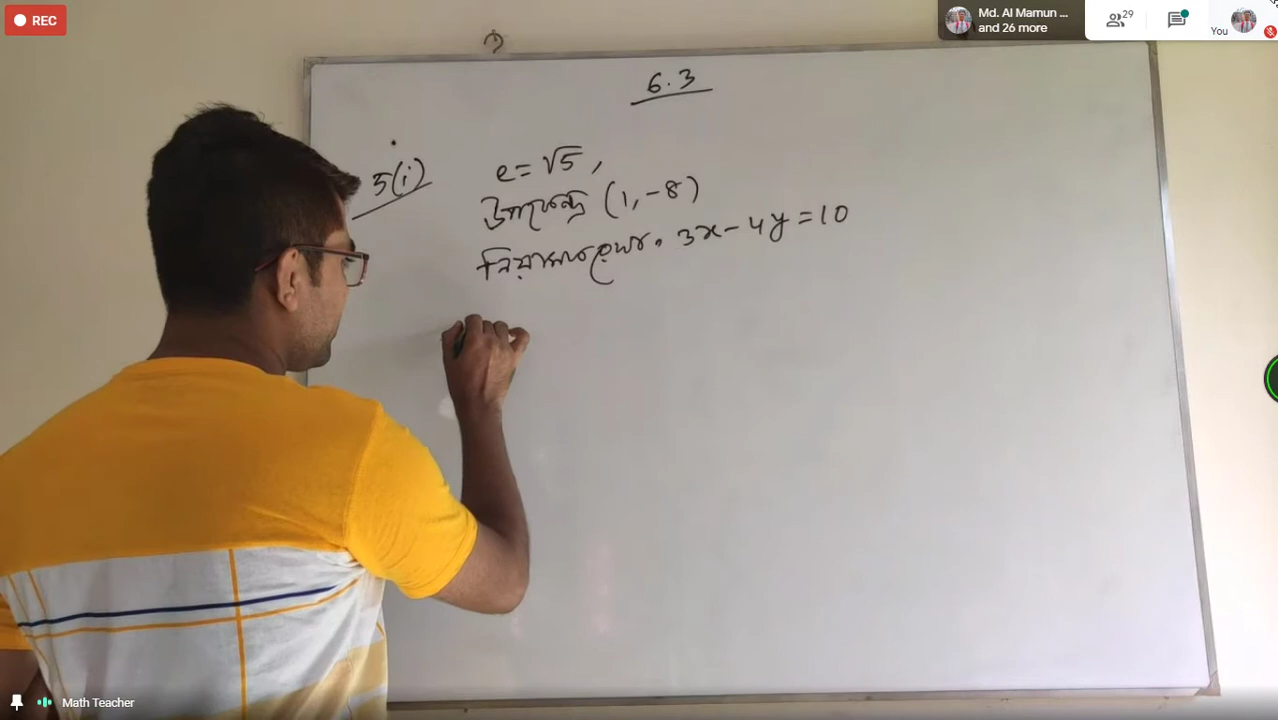 REC
Md. Al Mamun ...
and 26 more
29
You
6.3
5(i)
e = √5,
উপকেন্দ্র (1, -8)
নিয়ামকরেখা. 3x - 4y = 10
Math Teacher